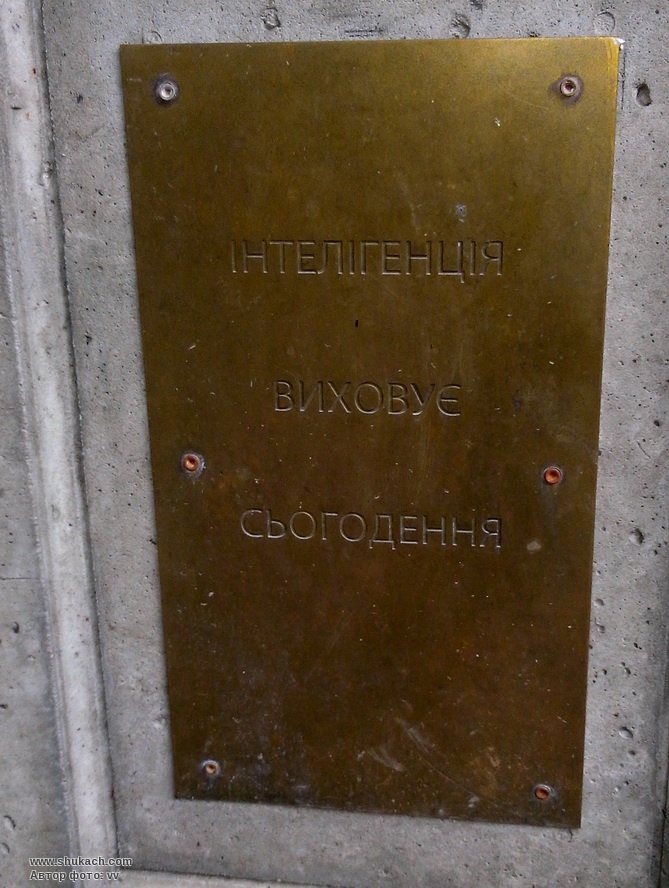 ІНТЕЛІГЕНЦІЯ
ВИХОВУЄ
СЬОГОДЕННЯ
www.shukach.com
Автор фото: vv